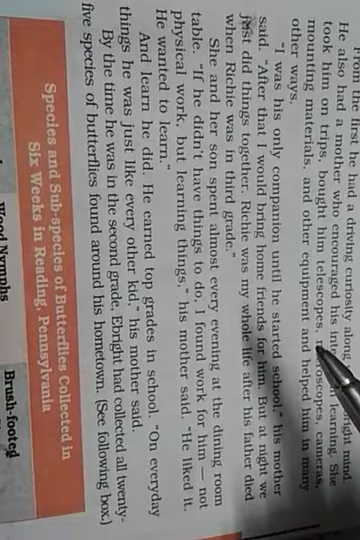 From the first he had a driving curiosity along bright mind.
He also had a mother who encouraged his learning. She
took him on trips, bought him telescopes, cameras,
mounting materials, and other equipment and helped him in many
other ways.
"I was his only companion until he started school," his mother
said. "After that I would bring home friends for him. But at night we
just did things together. Richie was my whole life after his father died
when Richie was in third grade."
She and her son spent almost every evening at the dining room
table. "If he didn't have things to do, I found work for him — not
physical work, but learning things," his mother said. "He liked it.
He wanted to learn."
And learn he did. He earned top grades in school. "On everyday
things he was just like every other kid," his mother said.
By the time he was in the second grade, Ebright had collected all twenty-
five species of butterflies found around his hometown. (See following box.)
Species and Sub-species of Butterflies Collected in
Six Weeks in Reading, Pennsylvania
Wood Nymphs
Brush-footed